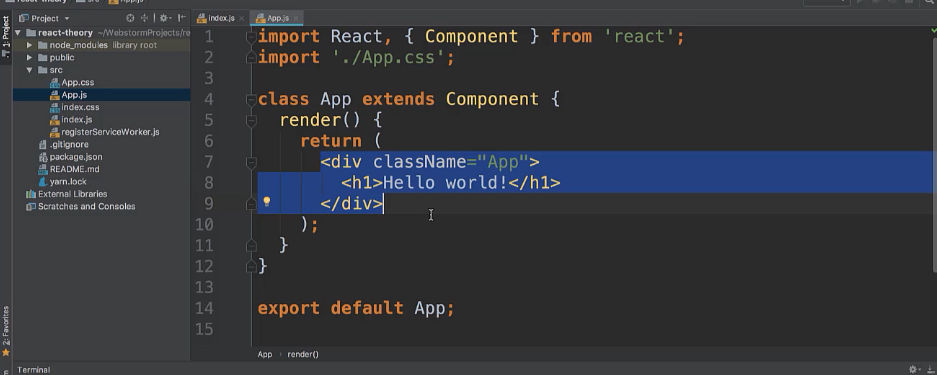 Project
index.js
App.js
1: Project
react-theory ~/WebstormProjects/re
node_modules library root
public
src
App.css
App.js
index.css
index.js
registerServiceWorker.js
.gitignore
package.json
README.md
yarn.lock
External Libraries
Scratches and Consoles
1 import React, { Component } from 'react';
2 import './App.css';
3
4 class App extends Component {
5 render() {
6 return (
7 <div className="App">
8 <h1>Hello world!</h1>
9 </div>
10 );
11 }
12 }
13
14 export default App;
15
App › render()
2: Favorites
Terminal